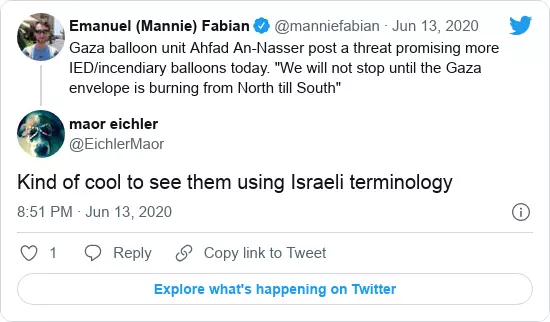 Emanuel (Mannie) Fabian @manniefabian · Jun 13, 2020
Gaza balloon unit Ahfad An-Nasser post a threat promising more
IED/incendiary balloons today. "We will not stop until the Gaza
envelope is burning from North till South"
maor eichler
@EichlerMaor
Kind of cool to see them using Israeli terminology
8:51 PM · Jun 13, 2020
1 Reply Copy link to Tweet
Explore what's happening on Twitter